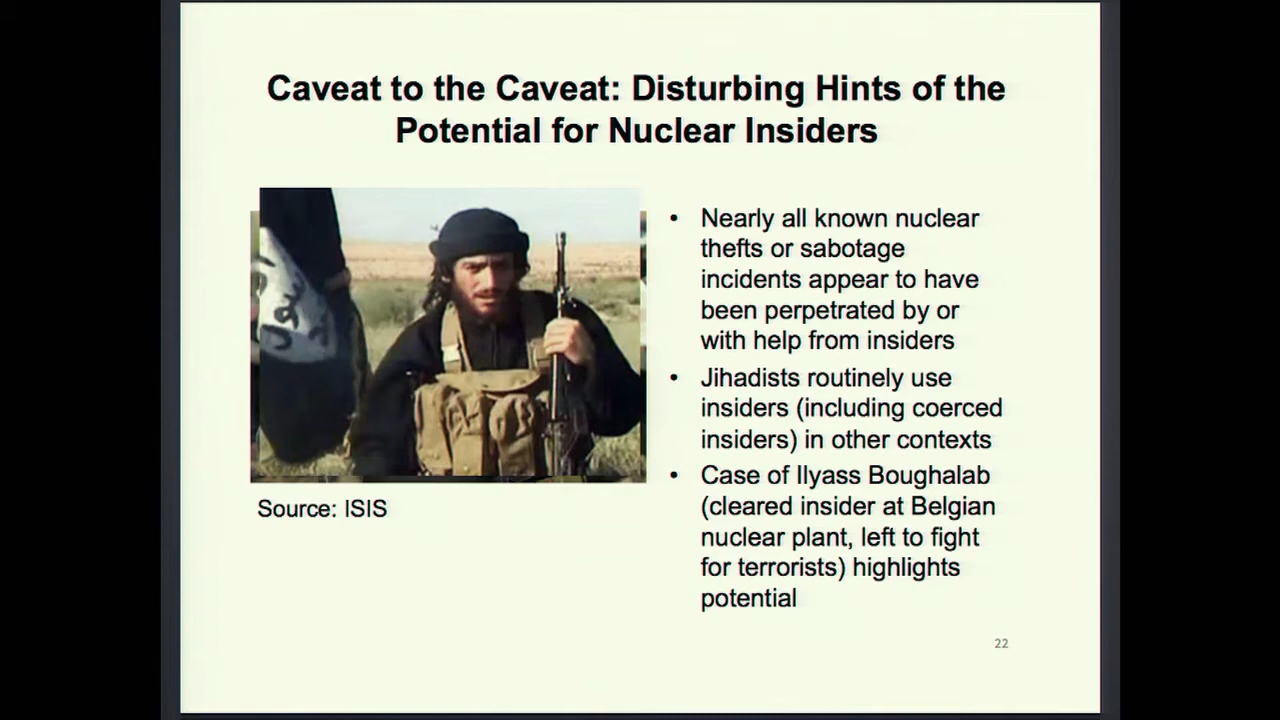 Caveat to the Caveat: Disturbing Hints of the
Potential for Nuclear Insiders
• Nearly all known nuclear
thefts or sabotage
incidents appear to have
been perpetrated by or
with help from insiders
• Jihadists routinely use
insiders (including coerced
insiders) in other contexts
• Case of Ilyass Boughalab
(cleared insider at Belgian
nuclear plant, left to fight
for terrorists) highlights
potential
Source: ISIS
22